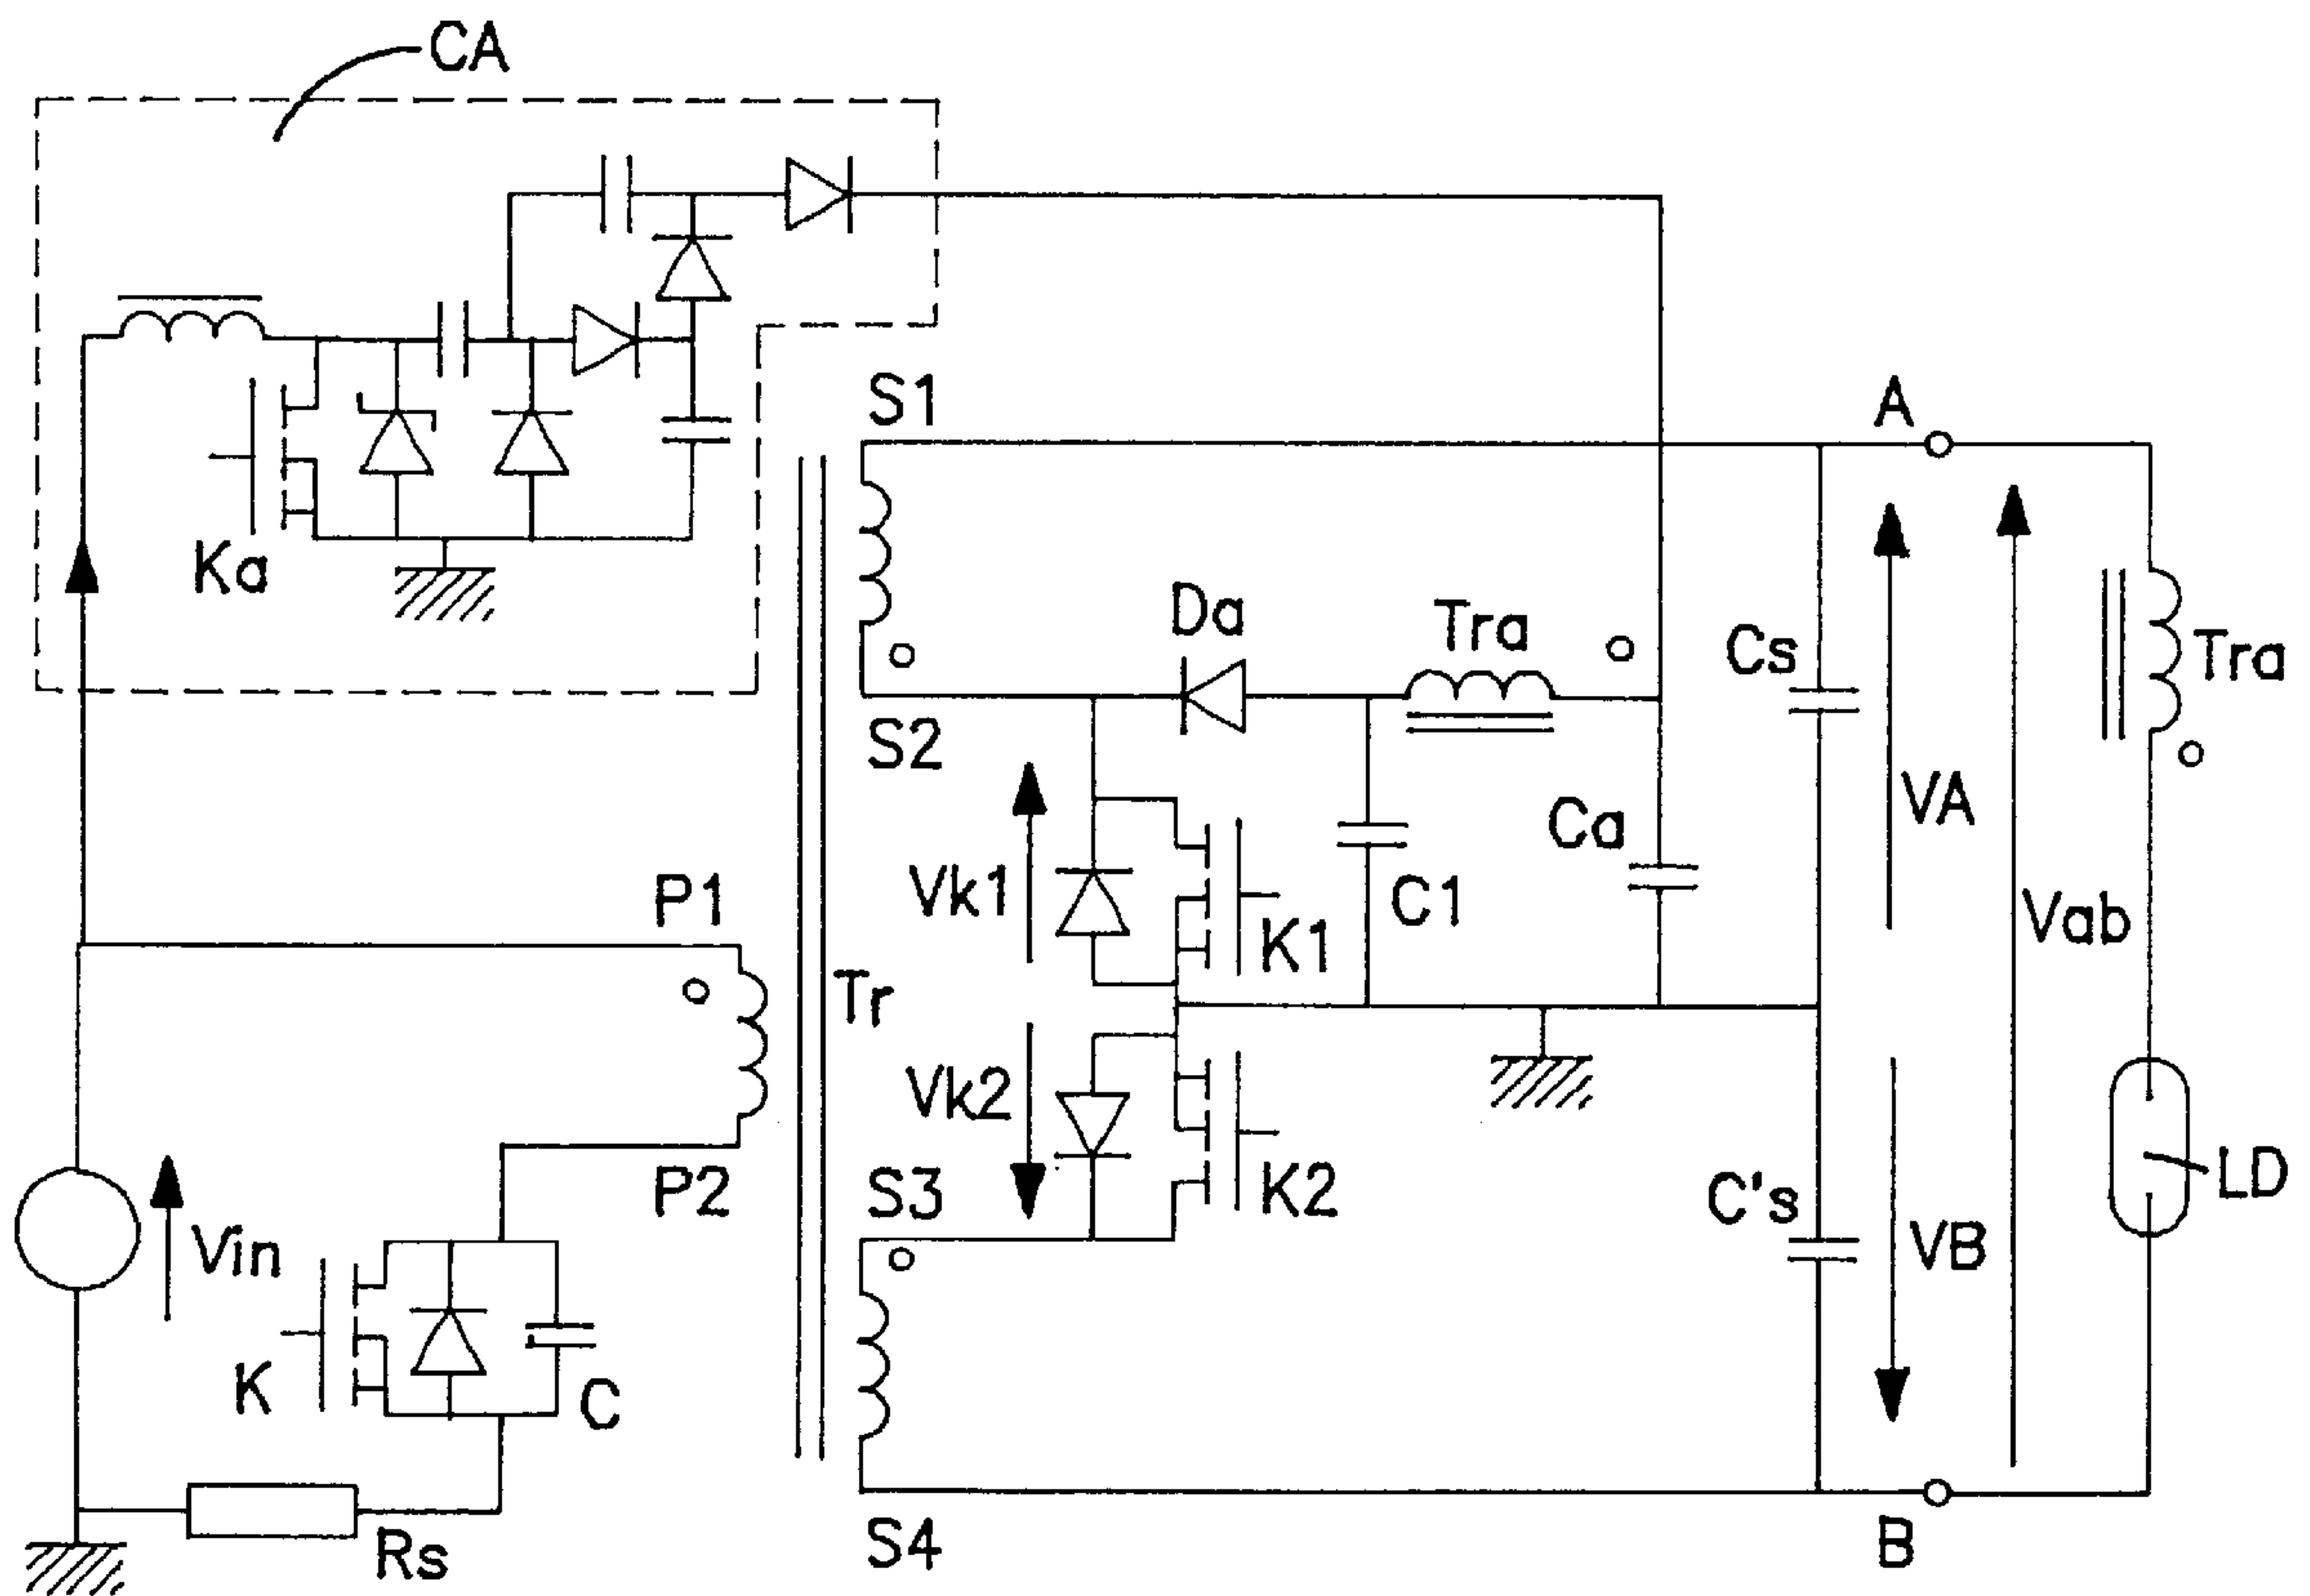 CA
Ka
S1
A
Da
Tra
Cs
Tra
S2
VA
Vk1
K1
C1
Ca
Vab
P1
Tr
Vk2
K2
P2
S3
C's
VB
LD
Vin
K
C
Rs
S4
B